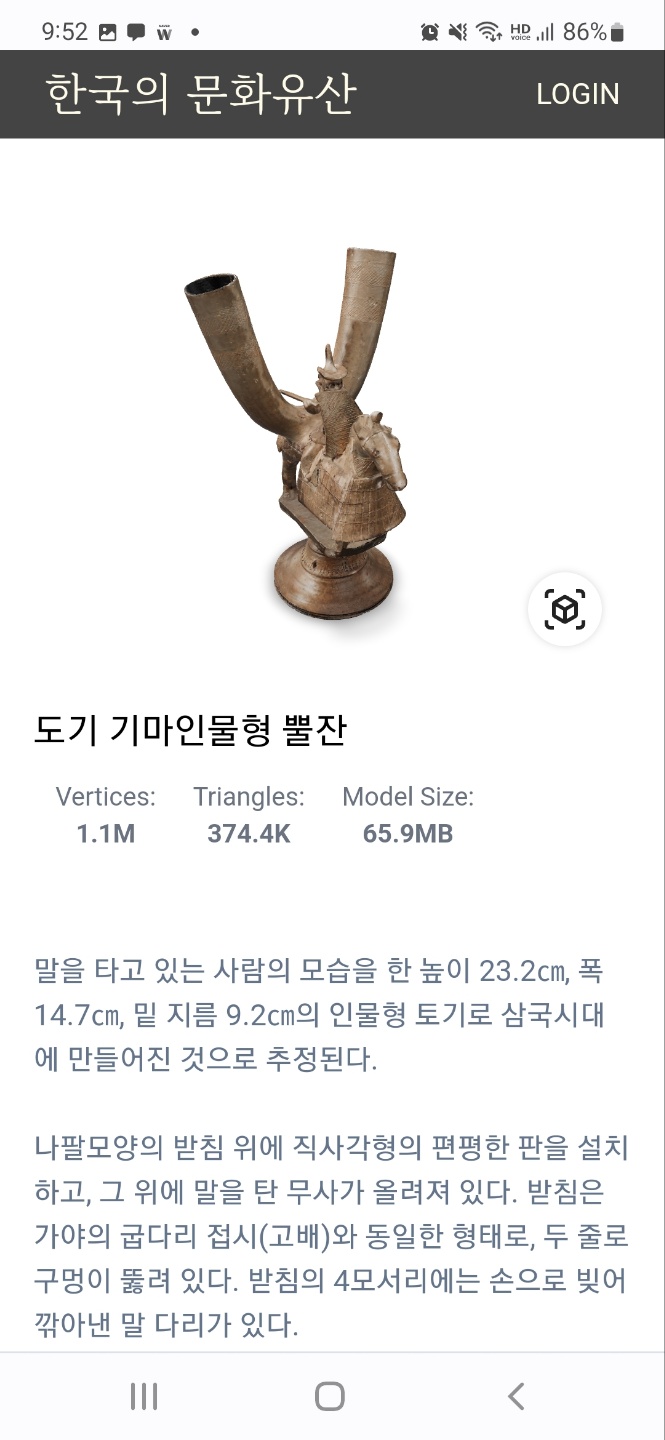 9:52
HD
voice
86%
한국의 문화유산
LOGIN
도기 기마인물형 뿔잔
Vertices: Triangles: Model Size:
1.1M 374.4K 65.9MB
말을 타고 있는 사람의 모습을 한 높이 23.2㎝, 폭
14.7㎝, 밑 지름 9.2㎝의 인물형 토기로 삼국시대
에 만들어진 것으로 추정된다.
나팔모양의 받침 위에 직사각형의 편평한 판을 설치
하고, 그 위에 말을 탄 무사가 올려져 있다. 받침은
가야의 굽다리 접시(고배)와 동일한 형태로, 두 줄로
구멍이 뚫려 있다. 받침의 4모서리에는 손으로 빚어
깎아낸 말 다리가 있다.